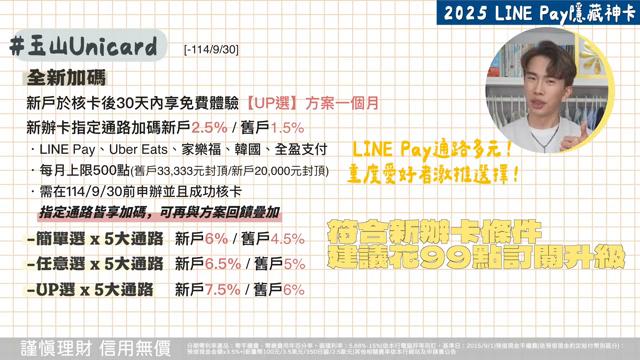 2025 LINE Pay隱藏神卡
#玉山Unicard [-114/9/30]
全新加碼
新戶於核卡後30天內享免費體驗【UP選】方案一個月
新辦卡指定通路加碼新戶2.5% / 舊戶1.5%
·LINE Pay、Uber Eats、家樂福、韓國、全盈支付
·每月上限500點(舊戶33,333元封頂/新戶20,000元封頂)
·需在114/9/30前申辦並且成功核卡
指定通路皆享加碼，可再與方案回饋疊加
LINE Pay通路多元！
重度愛好者激推選擇！
-簡單選 x 5大通路 新戶6% / 舊戶4.5%
-任意選 x 5大通路 新戶6.5% / 舊戶5%
-UP選 x 5大通路 新戶7.5% / 舊戶6%
符合新辦卡條件
建議花99點訂閱升級
謹慎理財 信用無價